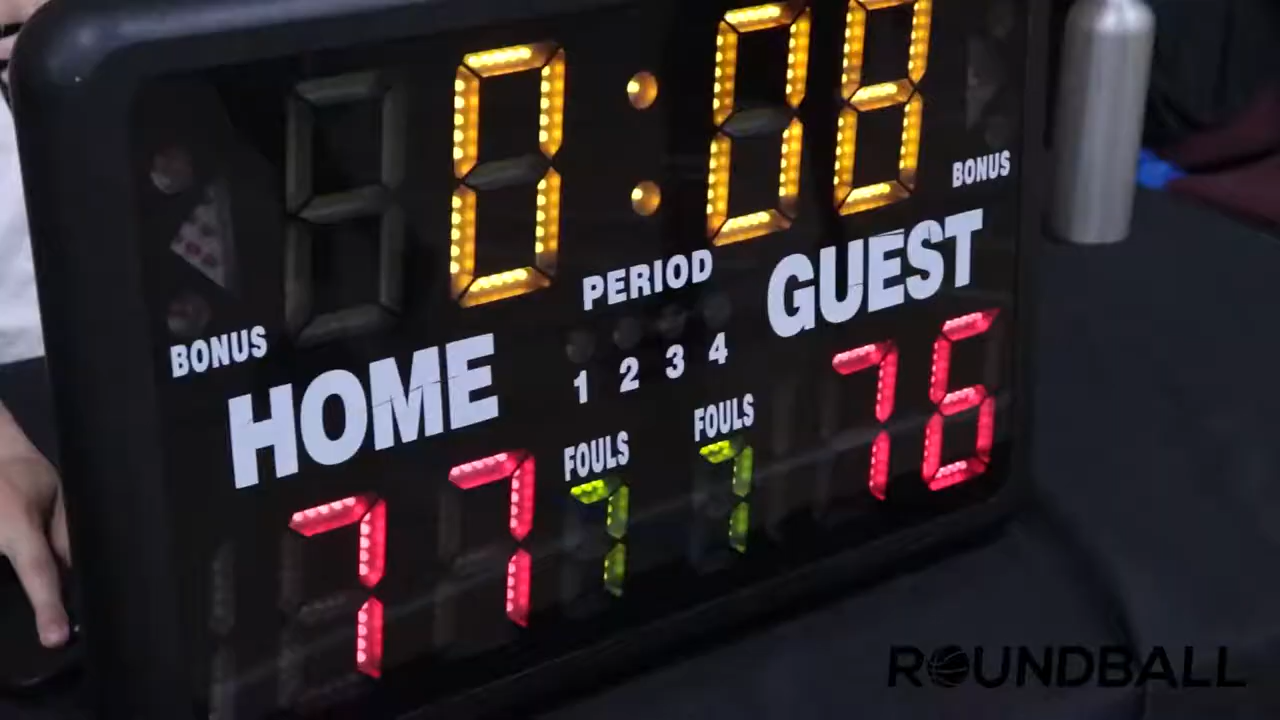 0:08
BONUS
BONUS
PERIOD
1 2 3 4
HOME
GUEST
FOULS
FOULS
77
7
7
76
ROUNDBALL